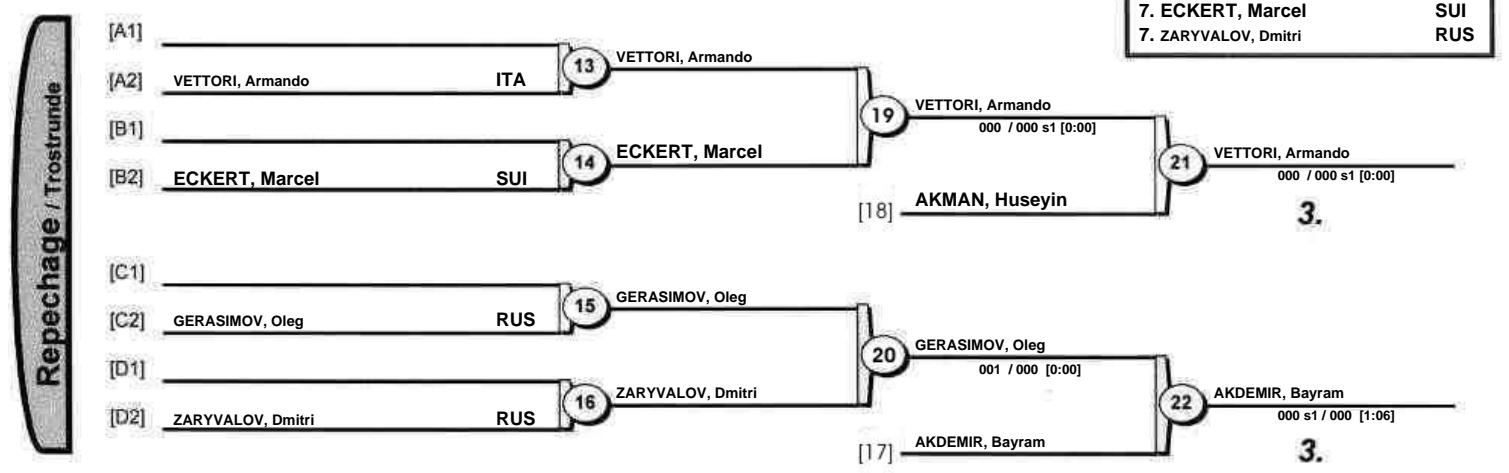 7. ECKERT, Marcel SUI
7. ZARYVALOV, Dmitri RUS
Repechage / Trostrunde
[A1]
[A2] VETTORI, Armando ITA
13 VETTORI, Armando
[B1]
[B2] ECKERT, Marcel SUI
14 ECKERT, Marcel
19 VETTORI, Armando
000 / 000 s1 [0:00]
[18] AKMAN, Huseyin
21 VETTORI, Armando
000 / 000 s1 [0:00]
3.
[C1]
[C2] GERASIMOV, Oleg RUS
15 GERASIMOV, Oleg
[D1]
[D2] ZARYVALOV, Dmitri RUS
16 ZARYVALOV, Dmitri
20 GERASIMOV, Oleg
001 / 000 [0:00]
[17] AKDEMIR, Bayram
22 AKDEMIR, Bayram
000 s1 / 000 [1:06]
3.